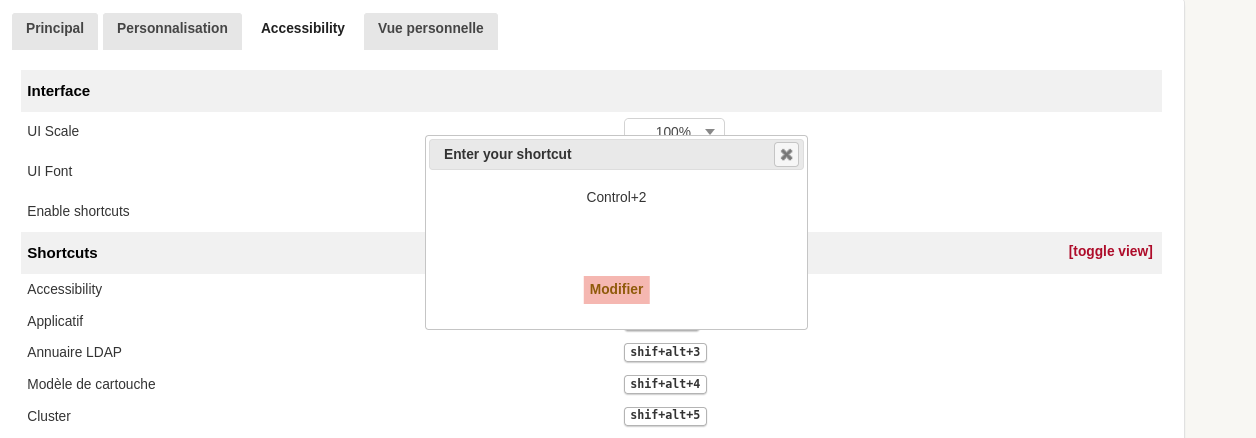 Principal Personnalisation Accessibility Vue personnelle
Interface
UI Scale 100%
Enter your shortcut
UI Font
Control+2
Enable shortcuts
Shortcuts [toggle view]
Accessibility
Modifier
Applicatif
Annuaire LDAP shif+alt+3
Modèle de cartouche shif+alt+4
Cluster shif+alt+5